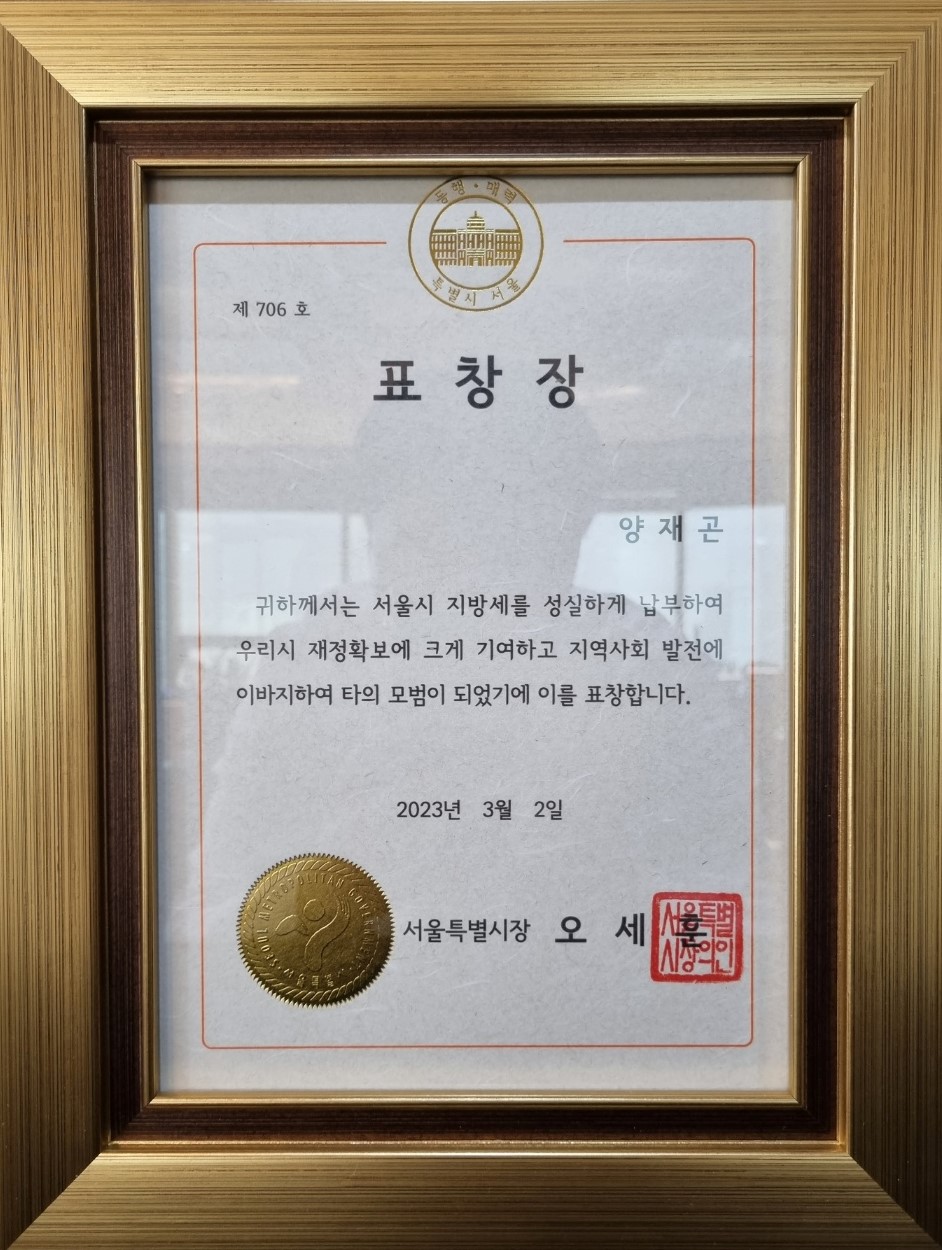 동행·매력
특별시 서울
제 706 호
표 창 장
양 재 곤
귀하께서는 서울시 지방세를 성실하게 납부하여
우리시 재정확보에 크게 기여하고 지역사회 발전에
이바지하여 타의 모범이 되었기에 이를 표창합니다.
2023년 3월 2일
SEOUL METROPOLITAN GOVERNMENT
서울특별시장 오 세 훈
서울특별
시장의인